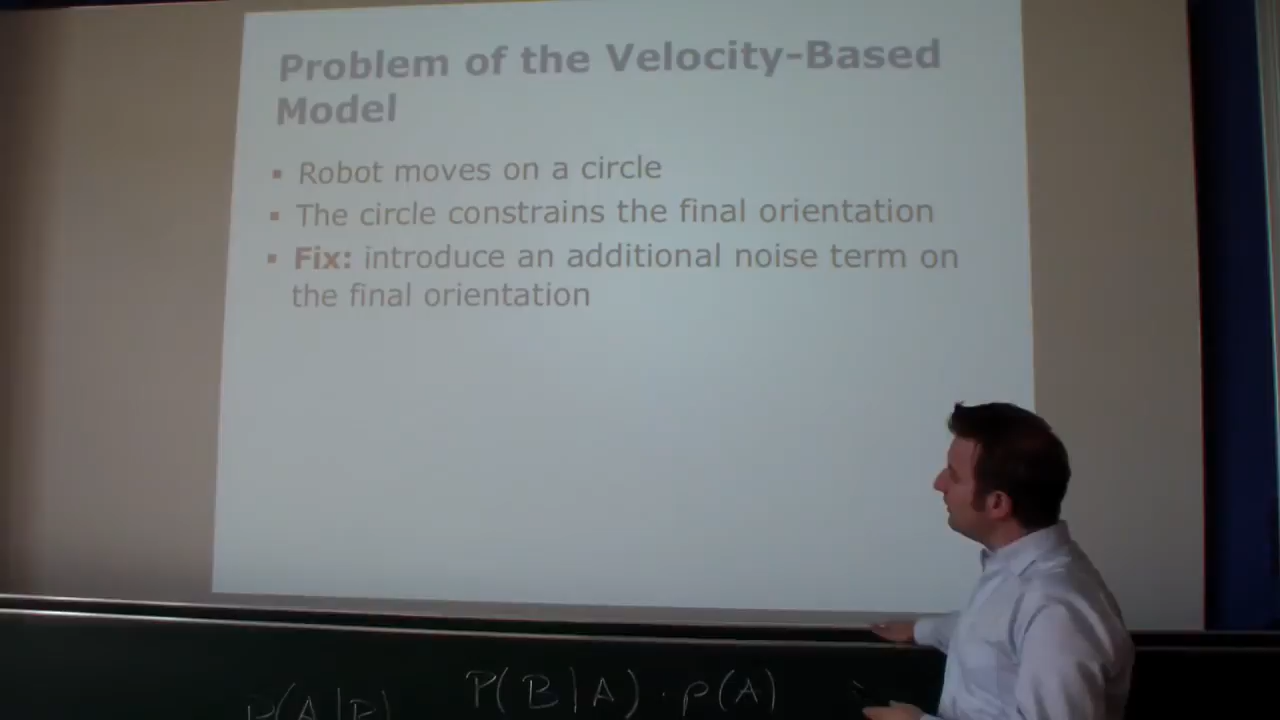 Problem of the Velocity-Based
Model
▪ Robot moves on a circle
▪ The circle constrains the final orientation
▪ Fix: introduce an additional noise term on
the final orientation
P(B|A) · p(A)
p(A|B)